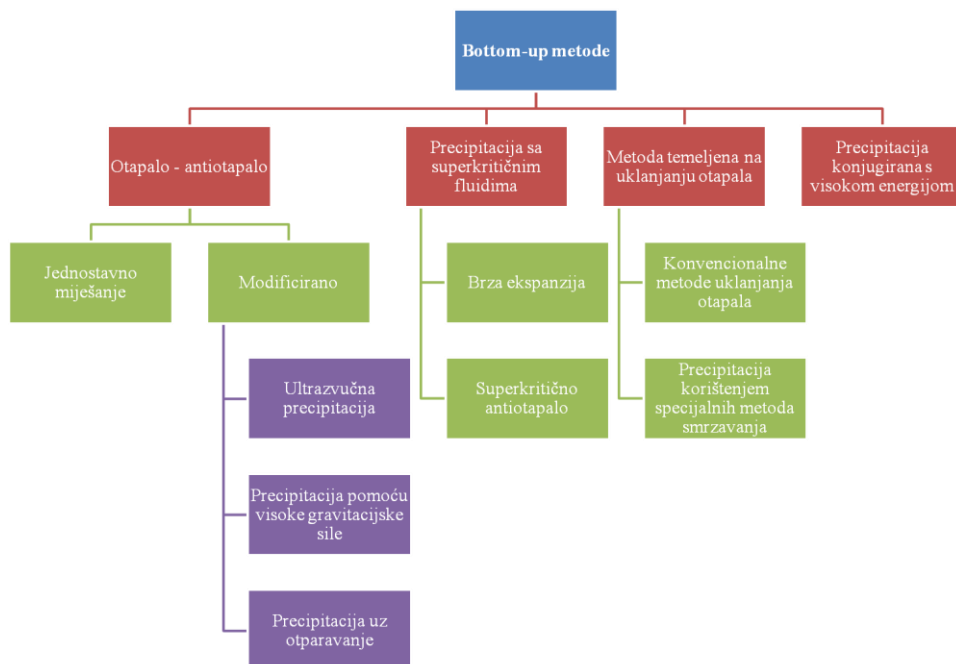 Bottom-up metode
Otapalo - antiotapalo
Precipitacija sa
superkritičnim
fluidima
Metoda temeljena na
uklanjanju otapala
Precipitacija
konjugirana s
visokom energijom
Jednostavno
miješanje
Modificirano
Brza ekspanzija
Konvencionalne
metode uklanjanja
otapala
Ultrazvučna
precipitacija
Superkritično
antiotapalo
Precipitacija
korištenjem
specijalnih metoda
smrzavanja
Precipitacija pomoću
visoke gravitacijske
sile
Precipitacija uz
otparavanje